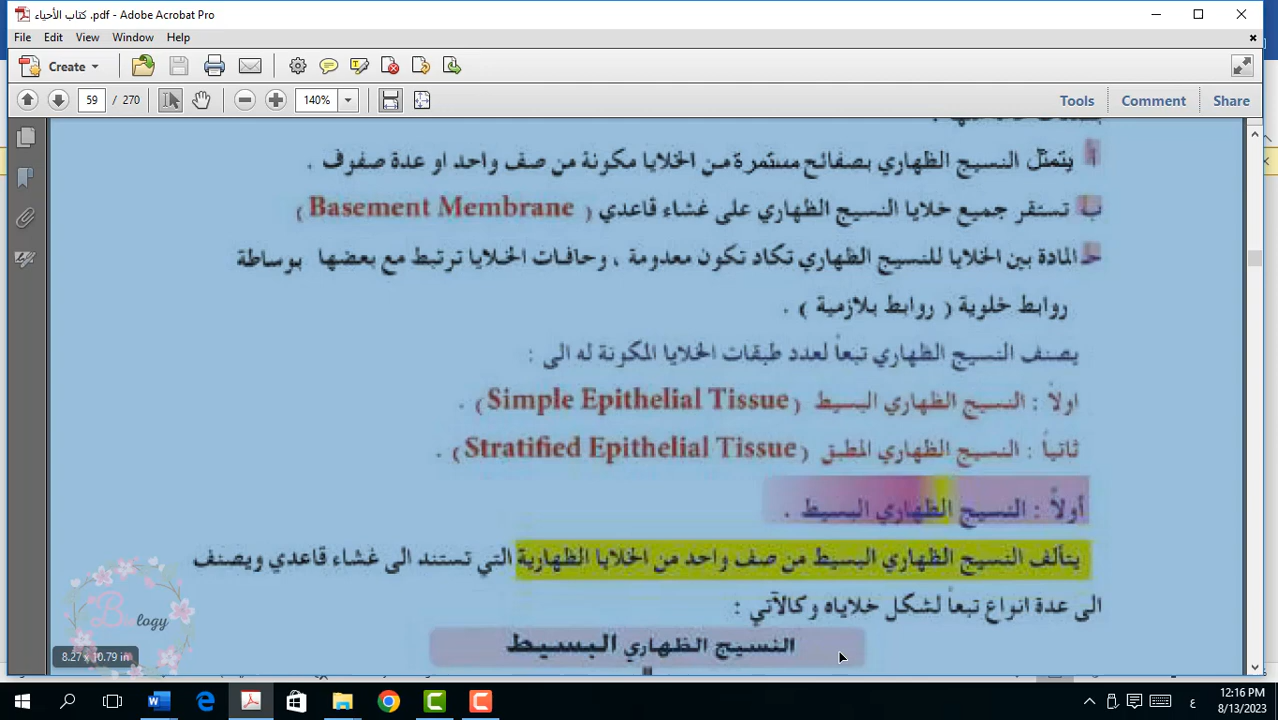 كتاب الأحياء .pdf - Adobe Acrobat Pro
File Edit View Window Help
Create
59 / 270 140% Tools Comment Share
أ يتمثل النسيج الظهاري بصفائح مستمرة من الخلايا مكونة من صف واحد او عدة صفوف .
ب تستقر جميع خلايا النسيج الظهاري على غشاء قاعدي ( Basement Membrane )
جـ المادة بين الخلايا للنسيج الظهاري تكاد تكون معدومة ، وحافات الخلايا ترتبط مع بعضها بوساطة
روابط خلوية ( روابط بلازمية ) .
يصنف النسيج الظهاري تبعاً لعدد طبقات الخلايا المكونة له الى :
اولاً : النسيج الظهاري البسيط (Simple Epithelial Tissue) .
ثانياً : النسيج الظهاري المطبق (Stratified Epithelial Tissue) .
أولاً : النسيج الظهاري البسيط .
يتألف النسيج الظهاري البسيط من صف واحد من الخلايا الظهارية التي تستند الى غشاء قاعدي ويصنف
الى عدة انواع تبعاً لشكل خلاياه وكالآتي :
النسيج الظهاري البسيط
Biology
8.27 x 10.79 in
ع
12:16 PM
8/13/2023